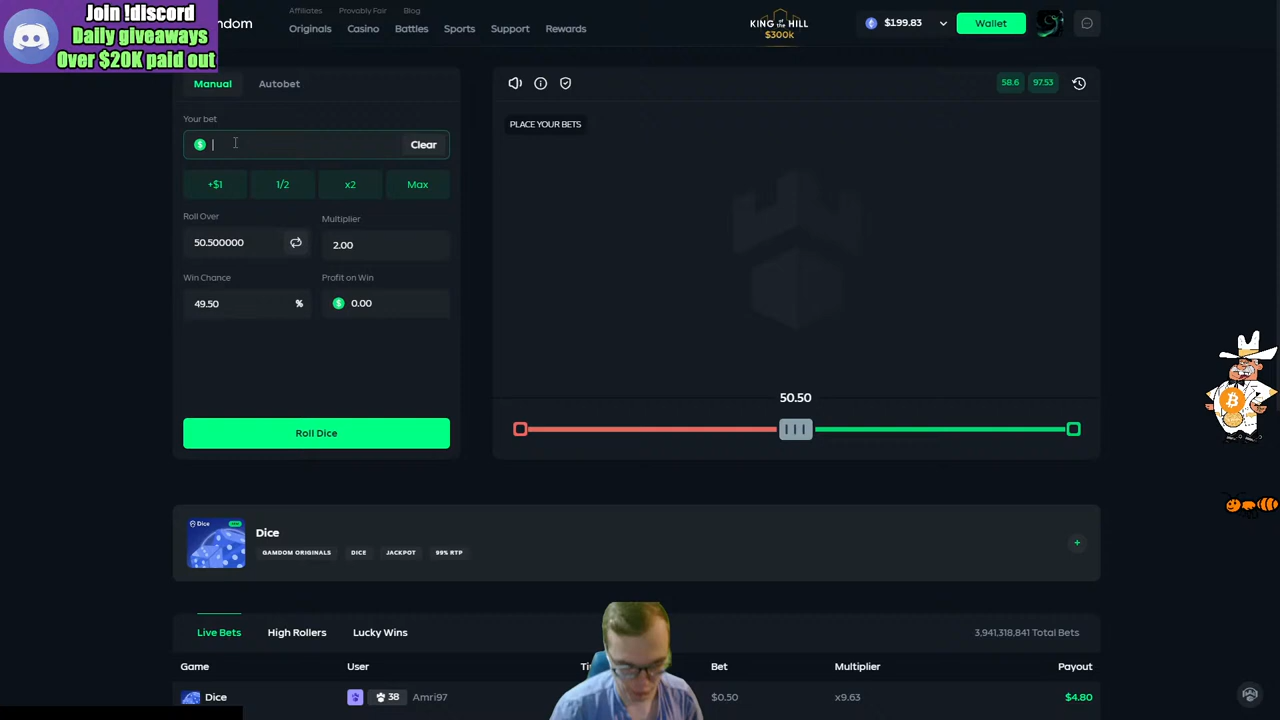 Join !discord
Daily giveaways
Over $20K paid out
ndom
Affiliates Provably Fair Blog
Originals Casino Battles Sports Support Rewards
KING of the HILL
$300k
$199.83
Wallet
Manual Autobet
58.6 97.53
Your bet
PLACE YOUR BETS
$ Clear
+$1 1/2 x2 Max
Roll Over Multiplier
50.500000 2.00
Win Chance Profit on Win
49.50 % $ 0.00
50.50
Roll Dice
Dice
Dice
GAMDOM ORIGINALS DICE JACKPOT 99% RTP
+
Live Bets High Rollers Lucky Wins 3,941,318,841 Total Bets
Game User Bet Multiplier Payout
Dice 38 Amri97 $0.50 x9.63 $4.80